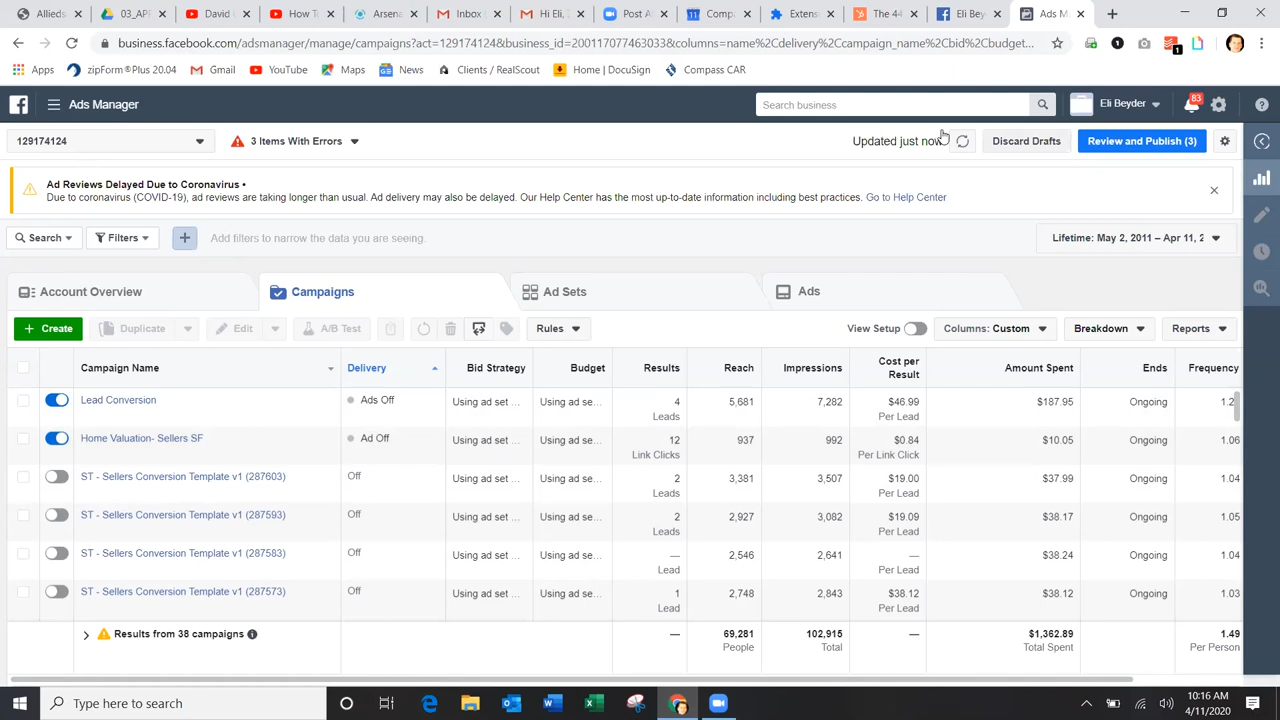 Allieds
03_AP
David
How T
Arsena
Inbox
Hi Eli,
Post A
11
Comp
Extens
The 44
Eli Bey
Ads M
business.facebook.com/adsmanager/manage/campaigns?act=129174124&business_id=200117077463033&columns=name%2Cdelivery%2Ccampaign_name%2Cbid%2Cbudget...
1
Apps
zipForm®Plus 20.04
Gmail
YouTube
Maps
News
Clients / RealScout
Home | DocuSign
Compass CAR
Ads Manager
Search business
Eli Beyder
83
129174124
3 Items With Errors
Updated just now
Discard Drafts
Review and Publish (3)
Ad Reviews Delayed Due to Coronavirus •
Due to coronavirus (COVID-19), ad reviews are taking longer than usual. Ad delivery may also be delayed. Our Help Center has the most up-to-date information including best practices. Go to Help Center
Search
Filters
Add filters to narrow the data you are seeing.
Lifetime: May 2, 2011 – Apr 11, 2
Account Overview
Campaigns
Ad Sets
Ads
+ Create
Duplicate
Edit
A/B Test
Rules
View Setup
Columns: Custom
Breakdown
Reports
Campaign Name
Delivery
Bid Strategy
Budget
Results
Reach
Impressions
Cost per Result
Amount Spent
Ends
Frequency
Lead Conversion
Ads Off
Using ad set ...
Using ad se...
4
Leads
5,681
7,282
$46.99
Per Lead
$187.95
Ongoing
Home Valuation- Sellers SF
Ad Off
Using ad set ...
Using ad se...
12
Link Clicks
937
992
$0.84
Per Link Click
$10.05
Ongoing
1.06
ST - Sellers Conversion Template v1 (287603)
Off
Using ad set ...
Using ad se...
2
Leads
3,381
3,507
$19.00
Per Lead
$37.99
Ongoing
1.04
ST - Sellers Conversion Template v1 (287593)
Off
Using ad set ...
Using ad se...
2
Leads
2,927
3,082
$19.09
Per Lead
$38.17
Ongoing
1.05
ST - Sellers Conversion Template v1 (287583)
Off
Using ad set ...
Using ad se...
—
Lead
2,546
2,641
—
Per Lead
$38.24
Ongoing
1.04
ST - Sellers Conversion Template v1 (287573)
Off
Using ad set ...
Using ad se...
1
Lead
2,748
2,843
$38.12
Per Lead
$38.12
Ongoing
1.03
Results from 38 campaigns
—
69,281
People
102,915
Total
—
$1,362.89
Total Spent
1.49
Per Person
Type here to search
10:16 AM
4/11/2020